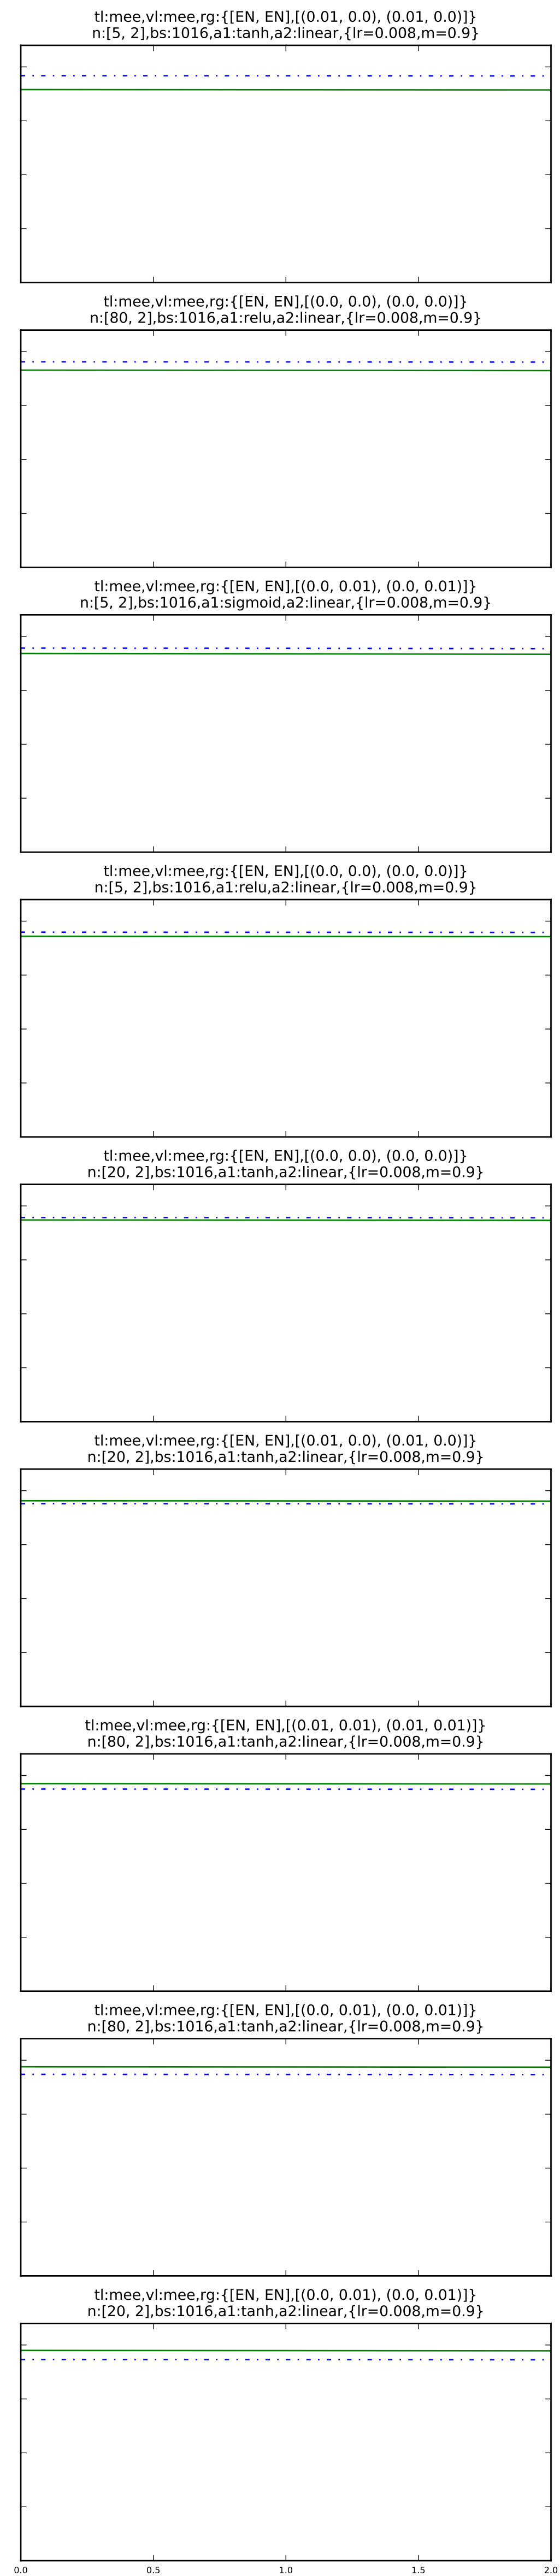 tl:mee,vl:mee,rg:{[EN, EN],[(0.01, 0.0), (0.01, 0.0)]}
n:[5, 2],bs:1016,a1:tanh,a2:linear,{lr=0.008,m=0.9}
tl:mee,vl:mee,rg:{[EN, EN],[(0.0, 0.0), (0.0, 0.0)]}
n:[80, 2],bs:1016,a1:relu,a2:linear,{lr=0.008,m=0.9}
tl:mee,vl:mee,rg:{[EN, EN],[(0.0, 0.01), (0.0, 0.01)]}
n:[5, 2],bs:1016,a1:sigmoid,a2:linear,{lr=0.008,m=0.9}
tl:mee,vl:mee,rg:{[EN, EN],[(0.0, 0.0), (0.0, 0.0)]}
n:[5, 2],bs:1016,a1:relu,a2:linear,{lr=0.008,m=0.9}
tl:mee,vl:mee,rg:{[EN, EN],[(0.0, 0.0), (0.0, 0.0)]}
n:[20, 2],bs:1016,a1:tanh,a2:linear,{lr=0.008,m=0.9}
tl:mee,vl:mee,rg:{[EN, EN],[(0.01, 0.0), (0.01, 0.0)]}
n:[20, 2],bs:1016,a1:tanh,a2:linear,{lr=0.008,m=0.9}
tl:mee,vl:mee,rg:{[EN, EN],[(0.01, 0.01), (0.01, 0.01)]}
n:[80, 2],bs:1016,a1:tanh,a2:linear,{lr=0.008,m=0.9}
tl:mee,vl:mee,rg:{[EN, EN],[(0.0, 0.01), (0.0, 0.01)]}
n:[80, 2],bs:1016,a1:tanh,a2:linear,{lr=0.008,m=0.9}
tl:mee,vl:mee,rg:{[EN, EN],[(0.0, 0.01), (0.0, 0.01)]}
n:[20, 2],bs:1016,a1:tanh,a2:linear,{lr=0.008,m=0.9}
0.0 0.5 1.0 1.5 2.0